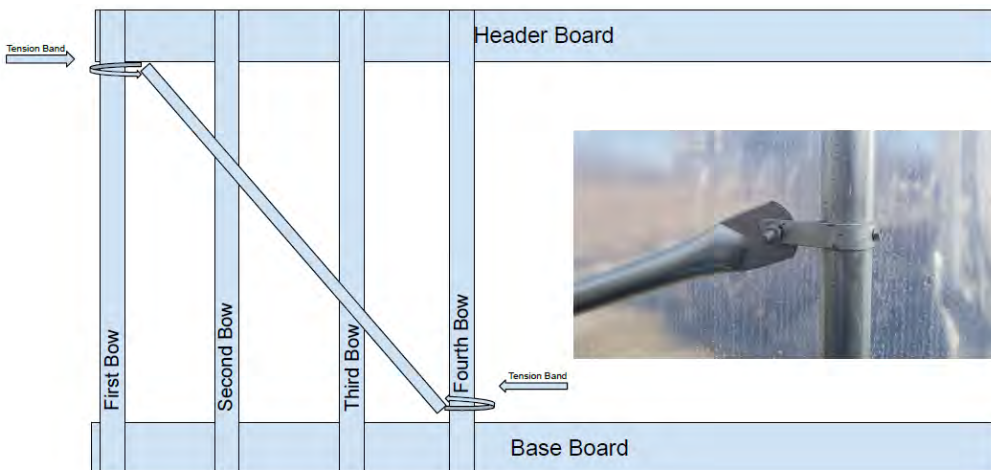 Header Board
Tension Band
First Bow
Second Bow
Third Bow
Fourth Bow
Tension Band
Base Board